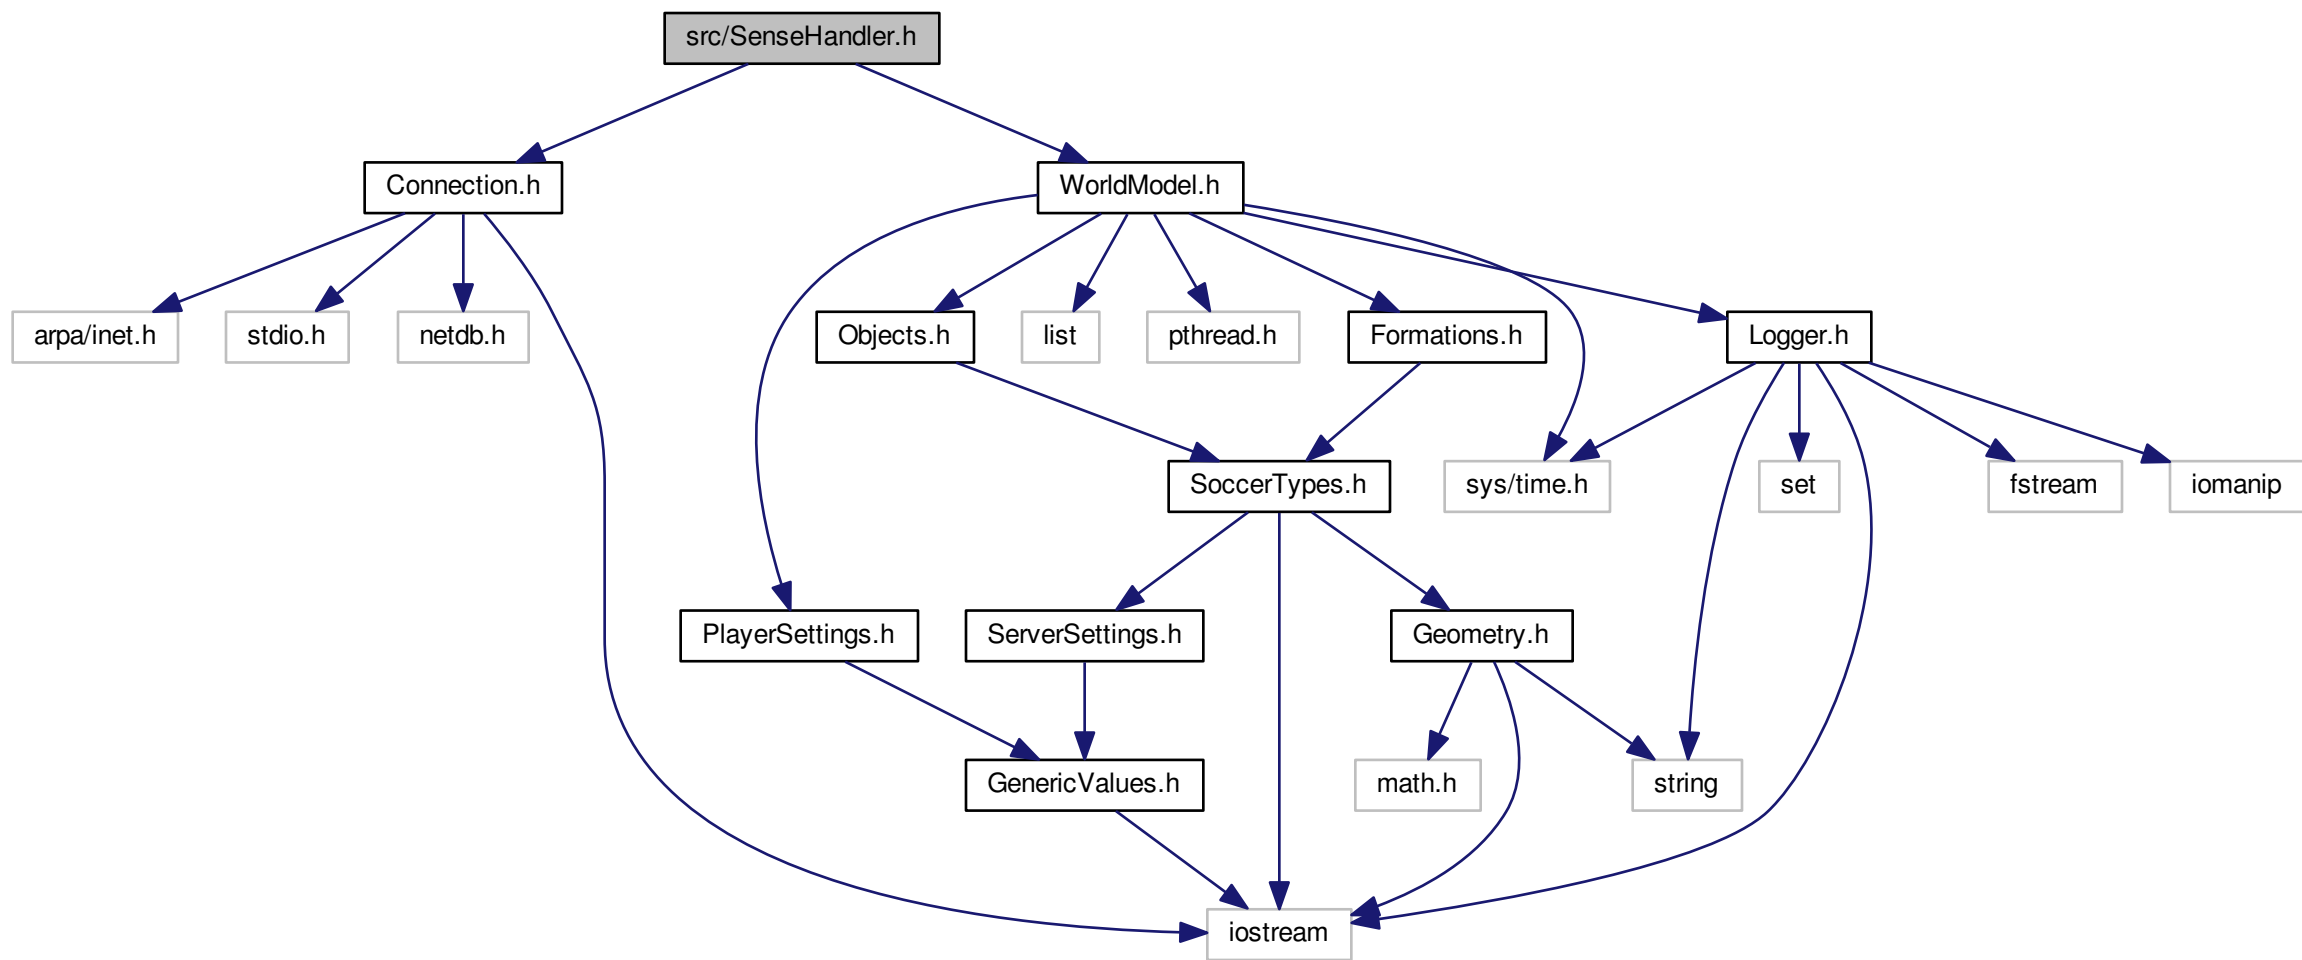 src/SenseHandler.h
Connection.h
WorldModel.h
arpa/inet.h
stdio.h
netdb.h
Objects.h
list
pthread.h
Formations.h
Logger.h
SoccerTypes.h
sys/time.h
set
fstream
iomanip
PlayerSettings.h
ServerSettings.h
Geometry.h
GenericValues.h
math.h
string
iostream